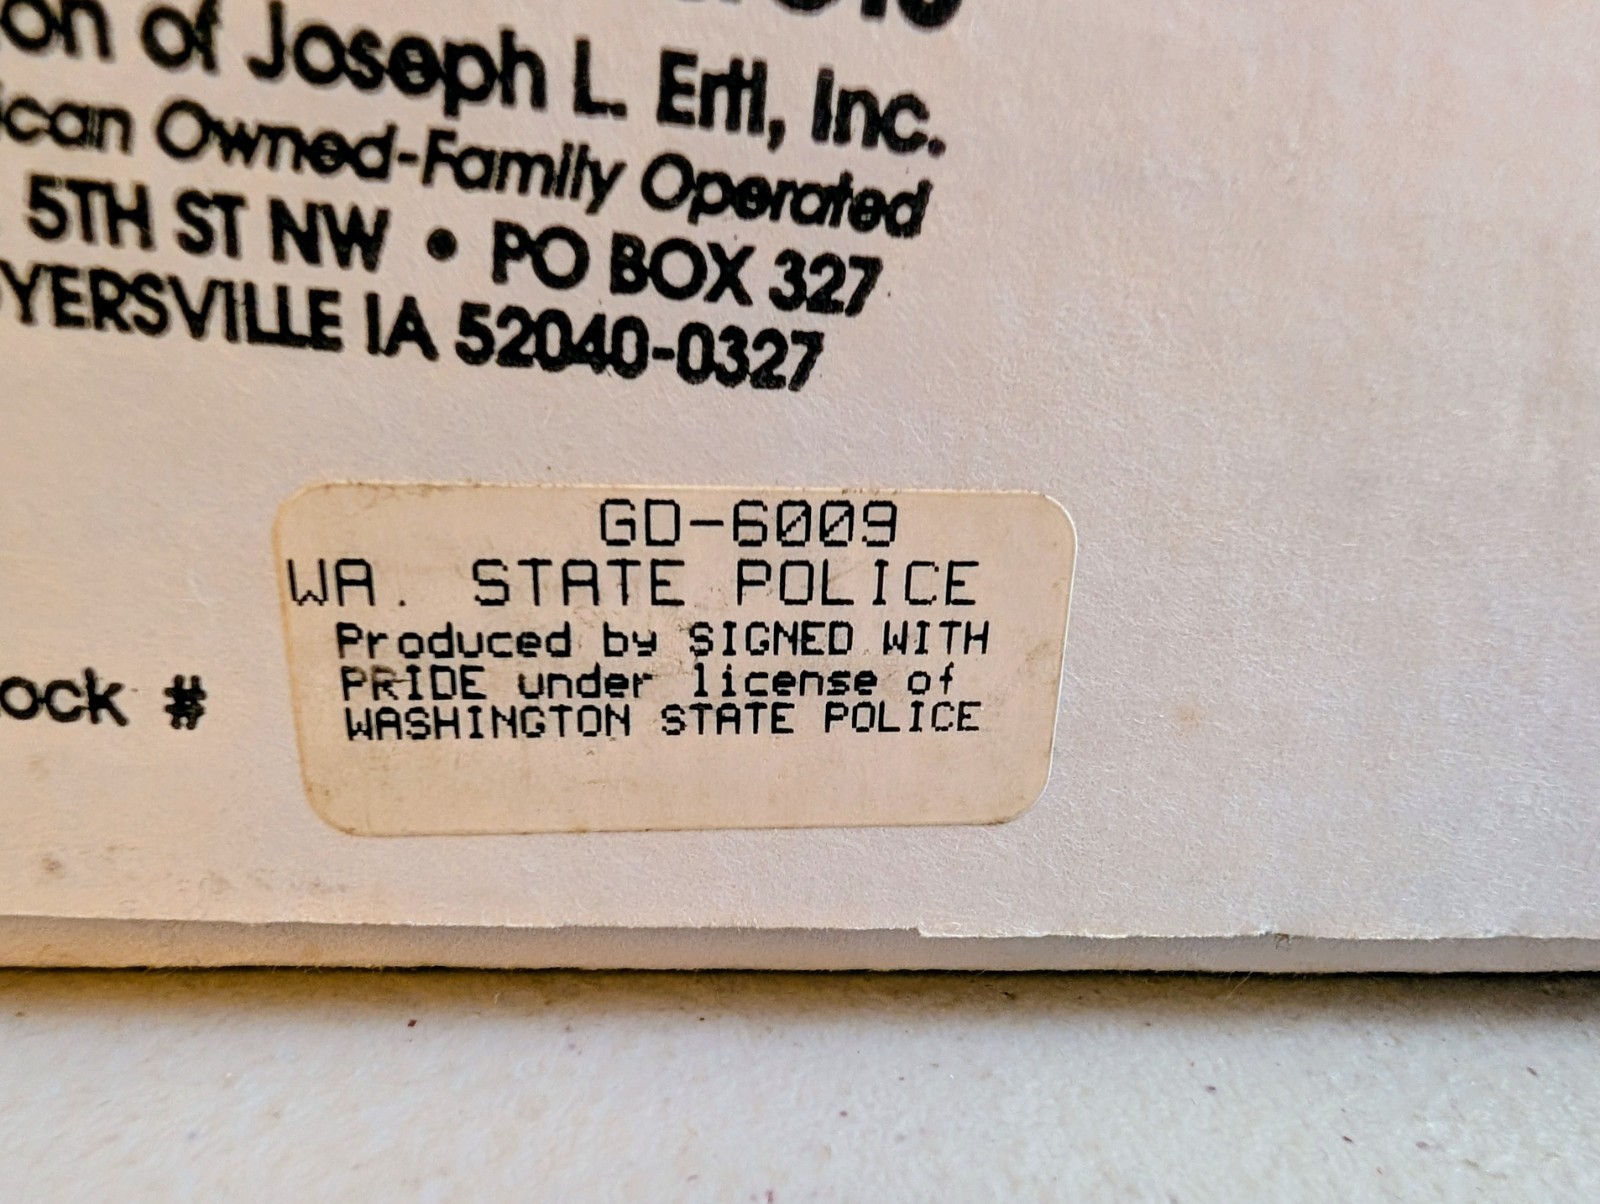 on of Joseph L. Ertl, Inc.
ican Owned-Family Operated
5TH ST NW • PO BOX 327
YERSVILLE IA 52040-0327
GD-6009
WA. STATE POLICE
Produced by SIGNED WITH
ock #
PRIDE under license of
WASHINGTON STATE POLICE